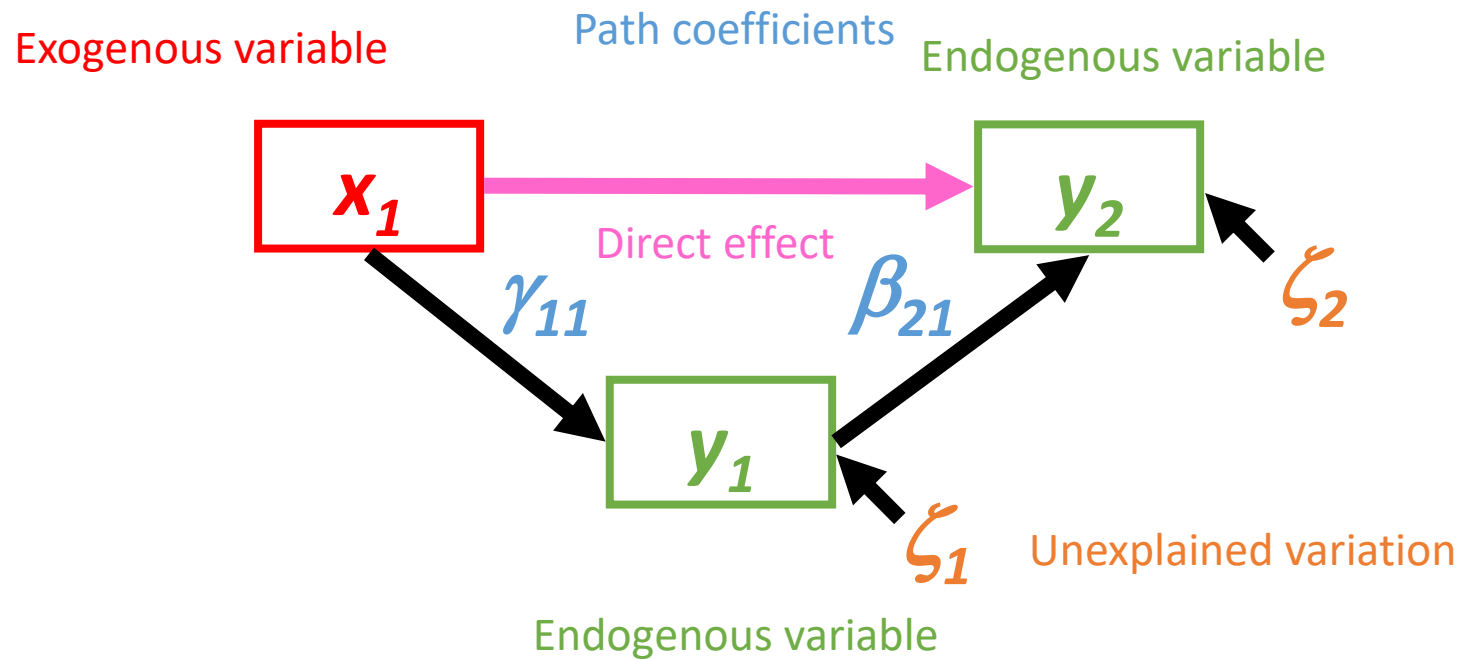 Path coefficients
Exogenous variable
Endogenous variable
x₁
y₂
Direct effect
γ₁₁
β₂₁
ζ₂
y₁
ζ₁
Unexplained variation
Endogenous variable